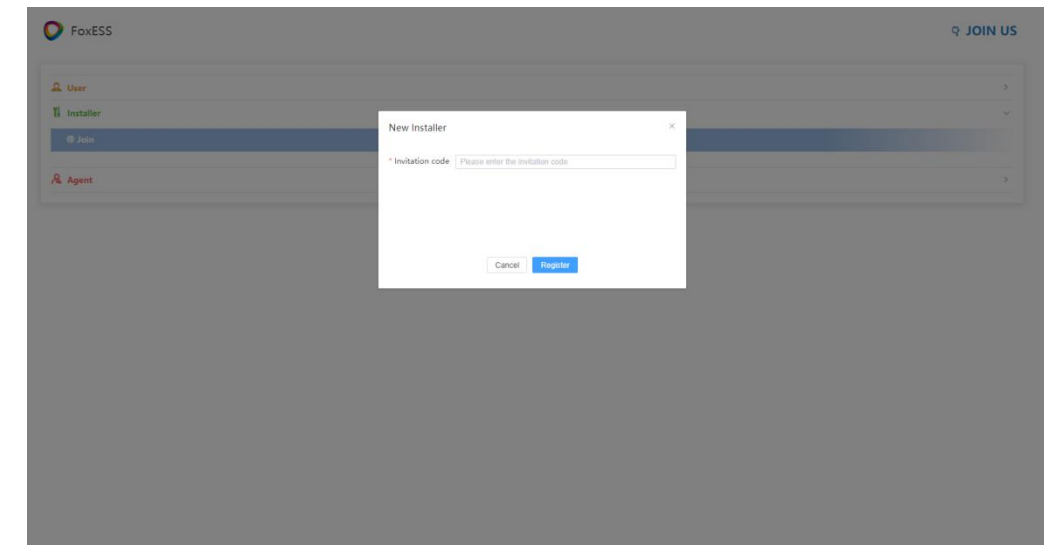 FoxESS
JOIN US
User
Installer
Join
Agent
New Installer
* Invitation code
Please enter the invitation code
Cancel
Register